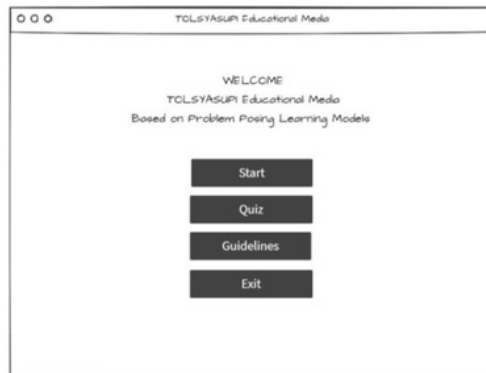 TOLSYASUPI Educational Media
WELCOME
TOLSYASUPI Educational Media
Based on Problem Posing Learning Models
Start
Quiz
Guidelines
Exit